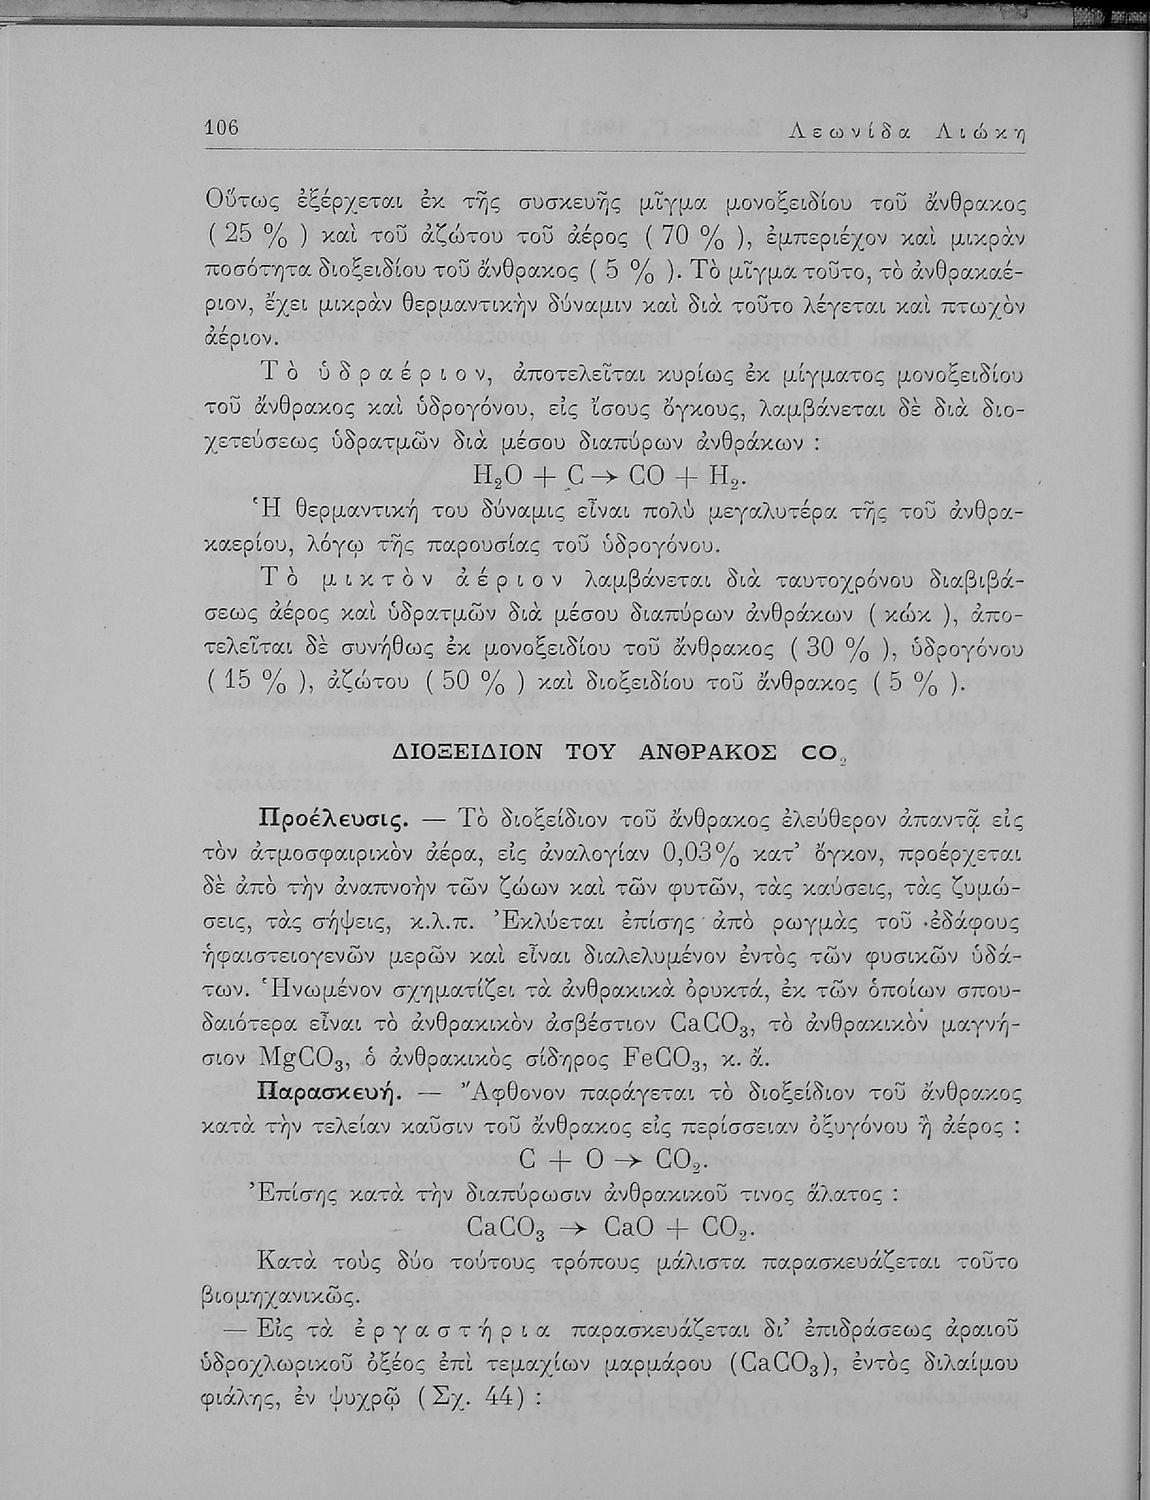 106 Λεωνίδα Λιώκη
Οὕτως ἐξέρχεται ἐκ τῆς συσκευῆς μῖγμα μονοξειδίου τοῦ ἄνθρακος
( 25 % ) καὶ τοῦ ἀζώτου τοῦ ἀέρος ( 70 % ), ἐμπεριέχον καὶ μικρὰν
ποσότητα διοξειδίου τοῦ ἄνθρακος ( 5 % ). Τὸ μῖγμα τοῦτο, τὸ ἀνθρακαέ-
ριον, ἔχει μικρὰν θερμαντικὴν δύναμιν καὶ διὰ τοῦτο λέγεται καὶ πτωχὸν
ἀέριον.
Τὸ ὑδραέριον, ἀποτελεῖται κυρίως ἐκ μίγματος μονοξειδίου
τοῦ ἄνθρακος καὶ ὑδρογόνου, εἰς ἴσους ὄγκους, λαμβάνεται δὲ διὰ διο-
χετεύσεως ὑδρατμῶν διὰ μέσου διαπύρων ἀνθράκων :
H₂O + C → CO + H₂.
Ἡ θερμαντική του δύναμις εἶναι πολὺ μεγαλυτέρα τῆς τοῦ ἀνθρα-
καερίου, λόγῳ τῆς παρουσίας τοῦ ὑδρογόνου.
Τὸ μικτὸν ἀέριον λαμβάνεται διὰ ταυτοχρόνου διαβιβά-
σεως ἀέρος καὶ ὑδρατμῶν διὰ μέσου διαπύρων ἀνθράκων ( κώκ ), ἀπο-
τελεῖται δὲ συνήθως ἐκ μονοξειδίου τοῦ ἄνθρακος ( 30 % ), ὑδρογόνου
( 15 % ), ἀζώτου ( 50 % ) καὶ διοξειδίου τοῦ ἄνθρακος ( 5 % ).
ΔΙΟΞΕΙΔΙΟΝ ΤΟΥ ΑΝΘΡΑΚΟΣ CO₂
Προέλευσις. — Τὸ διοξείδιον τοῦ ἄνθρακος ἐλεύθερον ἀπαντᾷ εἰς
τὸν ἀτμοσφαιρικὸν ἀέρα, εἰς ἀναλογίαν 0,03% κατ’ ὄγκον, προέρχεται
δὲ ἀπὸ τὴν ἀναπνοὴν τῶν ζώων καὶ τῶν φυτῶν, τὰς καύσεις, τὰς ζυμώ-
σεις, τὰς σήψεις, κ.λ.π. Ἐκλύεται ἐπίσης ἀπὸ ρωγμὰς τοῦ ἐδάφους
ἡφαιστειογενῶν μερῶν καὶ εἶναι διαλελυμένον ἐντὸς τῶν φυσικῶν ὑδά-
των. Ἡνωμένον σχηματίζει τὰ ἀνθρακικὰ ὀρυκτά, ἐκ τῶν ὁποίων σπου-
δαιότερα εἶναι τὸ ἀνθρακικὸν ἀσβέστιον CaCO₃, τὸ ἀνθρακικὸν μαγνή-
σιον MgCO₃, ὁ ἀνθρακικὸς σίδηρος FeCO₃, κ. ἄ.
Παρασκευή. — Ἄφθονον παράγεται τὸ διοξείδιον τοῦ ἄνθρακος
κατὰ τὴν τελείαν καῦσιν τοῦ ἄνθρακος εἰς περίσσειαν ὀξυγόνου ἢ ἀέρος :
C + O → CO₂.
Ἐπίσης κατὰ τὴν διαπύρωσιν ἀνθρακικοῦ τινος ἅλατος :
CaCO₃ → CaO + CO₂.
Κατὰ τοὺς δύο τούτους τρόπους μάλιστα παρασκευάζεται τοῦτο
βιομηχανικῶς.
— Εἰς τὰ ἐργαστήρια παρασκευάζεται δι’ ἐπιδράσεως ἀραιοῦ
ὑδροχλωρικοῦ ὀξέος ἐπὶ τεμαχίων μαρμάρου (CaCO₃), ἐντὸς διλαίμου
φιάλης, ἐν ψυχρῷ ( Σχ. 44) :